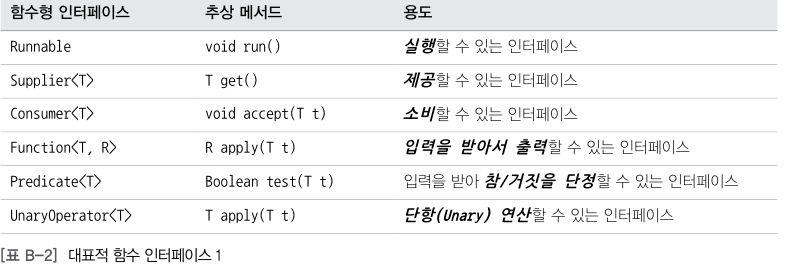 함수형 인터페이스 추상 메서드 용도
Runnable void run() 실행할 수 있는 인터페이스
Supplier<T> T get() 제공할 수 있는 인터페이스
Consumer<T> void accept(T t) 소비할 수 있는 인터페이스
Function<T, R> R apply(T t) 입력을 받아서 출력할 수 있는 인터페이스
Predicate<T> Boolean test(T t) 입력을 받아 참/거짓을 단정할 수 있는 인터페이스
UnaryOperator<T> T apply(T t) 단항(Unary) 연산할 수 있는 인터페이스
[표 B-2] 대표적 함수 인터페이스 1